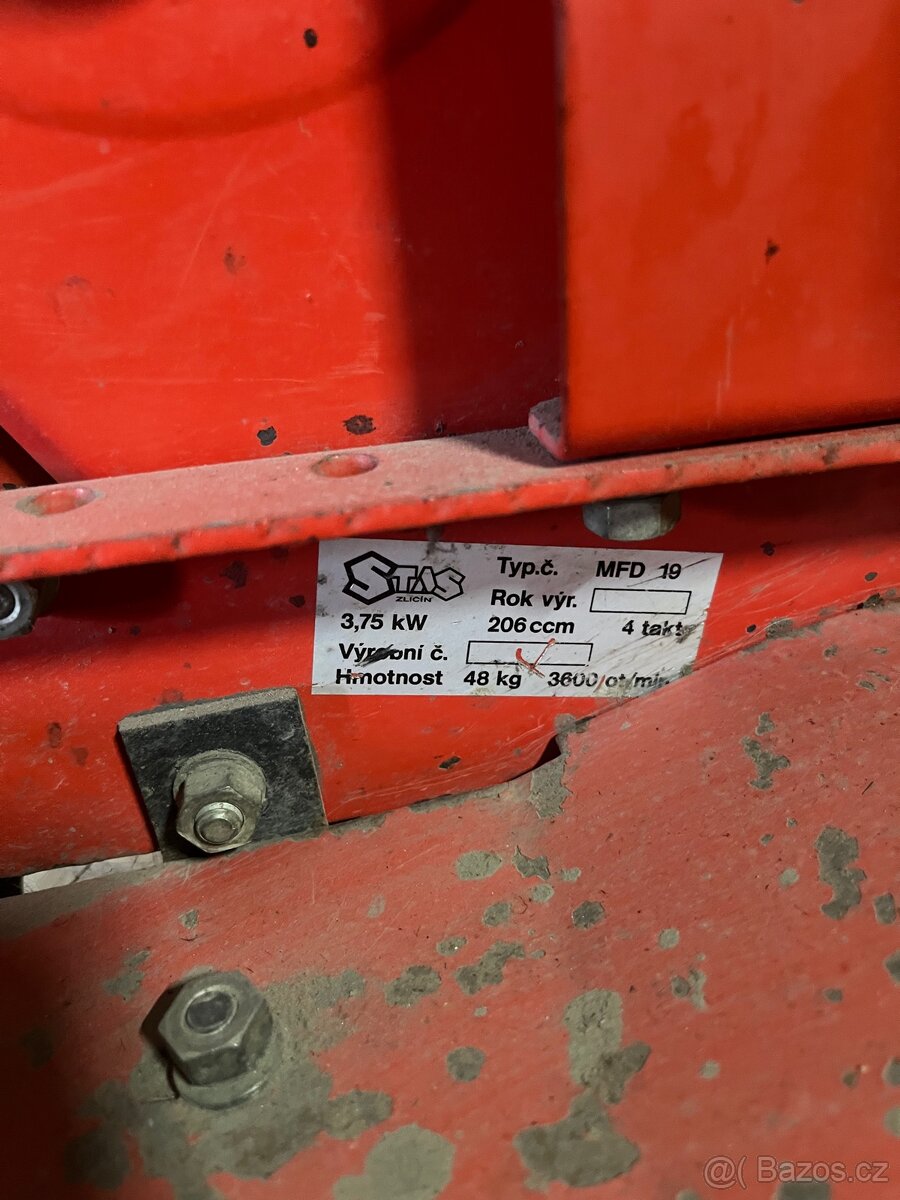 STAS Typ.č. MFD 19
ZLIČÍN Rok výr.
3,75 kW 206 ccm 4 takt
Výrobní č.
Hmotnost 48 kg 3600 ot/min
@( Bazos.cz